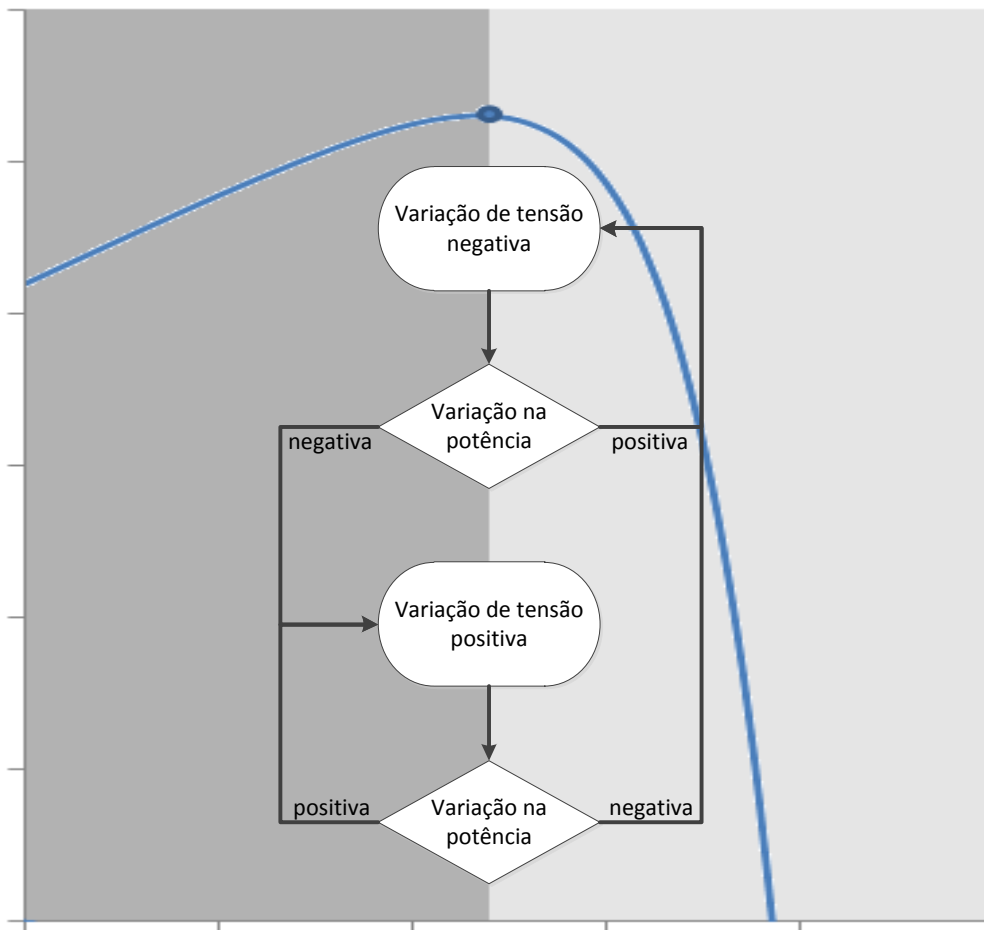 Variação de tensão
negativa
Variação na
potência
negativa
positiva
Variação de tensão
positiva
positiva
Variação na
potência
negativa